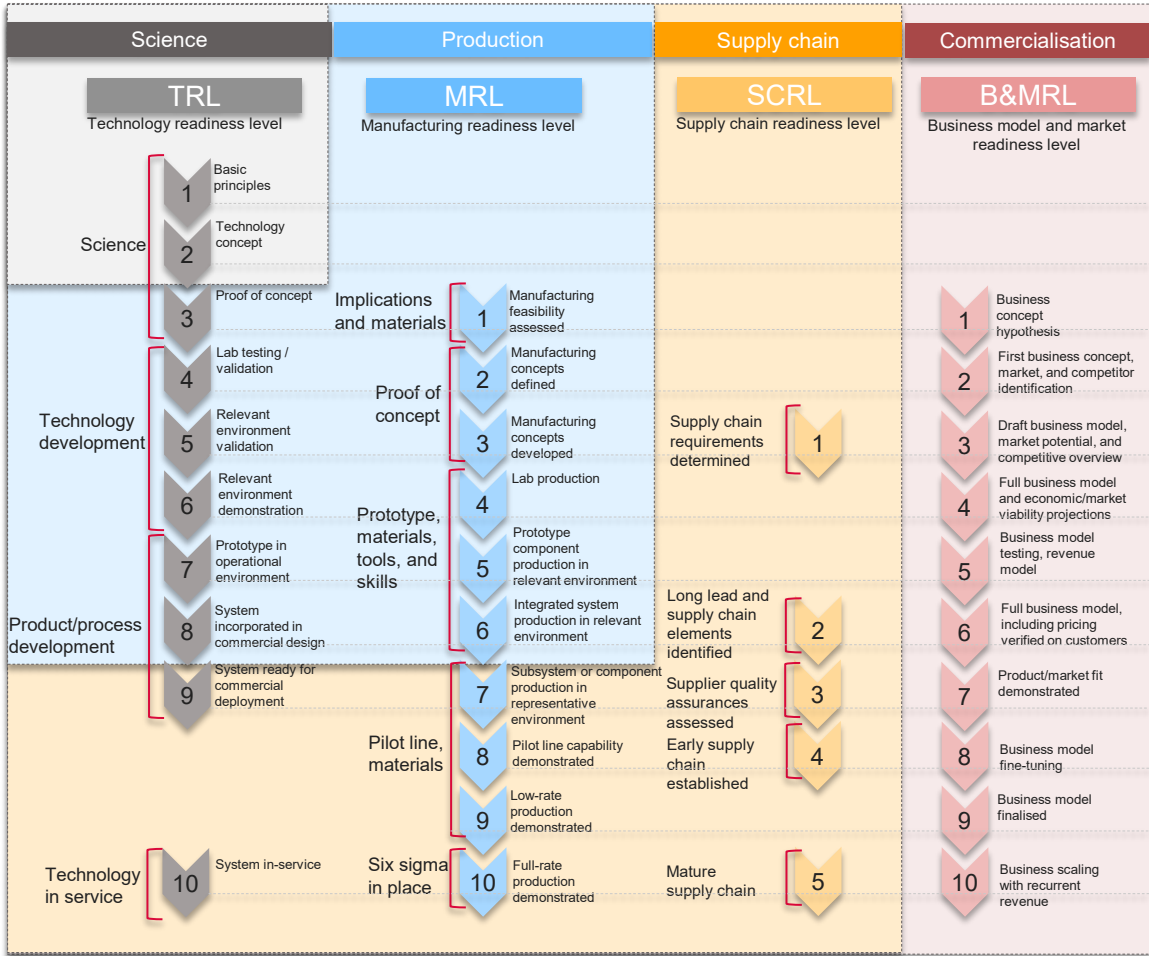 Science
Production
Supply chain
Commercialisation
TRL
Technology readiness level
MRL
Manufacturing readiness level
SCRL
Supply chain readiness level
B&MRL
Business model and market
readiness level
Science
1
Basic
principles
2
Technology
concept
3
Proof of concept
Technology
development
4
Lab testing /
validation
5
Relevant
environment
validation
6
Relevant
environment
demonstration
Product/process
development
7
Prototype in
operational
environment
8
System
incorporated in
commercial design
9
System ready for
commercial
deployment
Technology
in service
10
System in-service
Implications
and materials
1
Manufacturing
feasibility
assessed
Proof of
concept
2
Manufacturing
concepts
defined
3
Manufacturing
concepts
developed
Prototype,
materials,
tools, and
skills
4
Lab production
5
Prototype
component
production in
relevant environment
6
Integrated system
production in relevant
environment
Pilot line,
materials
7
Subsystem or component
production in
representative
environment
8
Pilot line capability
demonstrated
9
Low-rate
production
demonstrated
Six sigma
in place
10
Full-rate
production
demonstrated
Supply chain
requirements
determined
1
Long lead and
supply chain
elements
identified
2
Supplier quality
assurances
assessed
3
Early supply
chain
established
4
Mature
supply chain
5
1
Business
concept
hypothesis
2
First business concept,
market, and competitor
identification
3
Draft business model,
market potential, and
competitive overview
4
Full business model
and economic/market
viability projections
5
Business model
testing, revenue
model
6
Full business model,
including pricing
verified on customers
7
Product/market fit
demonstrated
8
Business model
fine-tuning
9
Business model
finalised
10
Business scaling
with recurrent
revenue